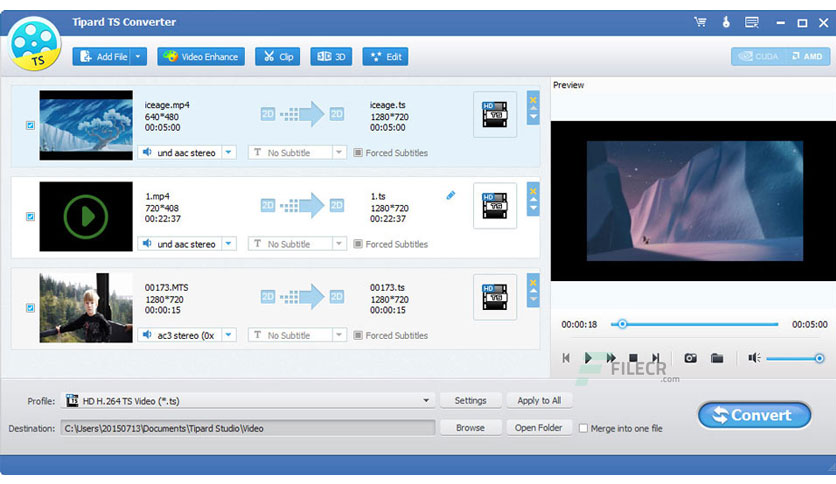 Tipard TS Converter
TS
Add File
Video Enhance
Clip
3D
3D
Edit
CUDA
AMD
iceage.mp4
640*480
00:05:00
2D
2D
iceage.ts
1280*720
00:05:00
HD
TS
und aac stereo
T No Subtitle
Forced Subtitles
1.mp4
720*408
00:22:37
2D
2D
1.ts
1280*720
00:22:37
HD
TS
und aac stereo
T No Subtitle
Forced Subtitles
00173.MTS
1280*720
00:00:15
2D
2D
00173.ts
1280*720
00:00:15
HD
TS
ac3 stereo (0x
T No Subtitle
Forced Subtitles
Preview
00:00:18
00:05:00
FILECR
.com
Profile:
HD H.264 TS Video (*.ts)
Settings
Apply to All
Destination:
C:\Users\20150713\Documents\Tipard Studio\Video
Browse
Open Folder
Merge into one file
Convert